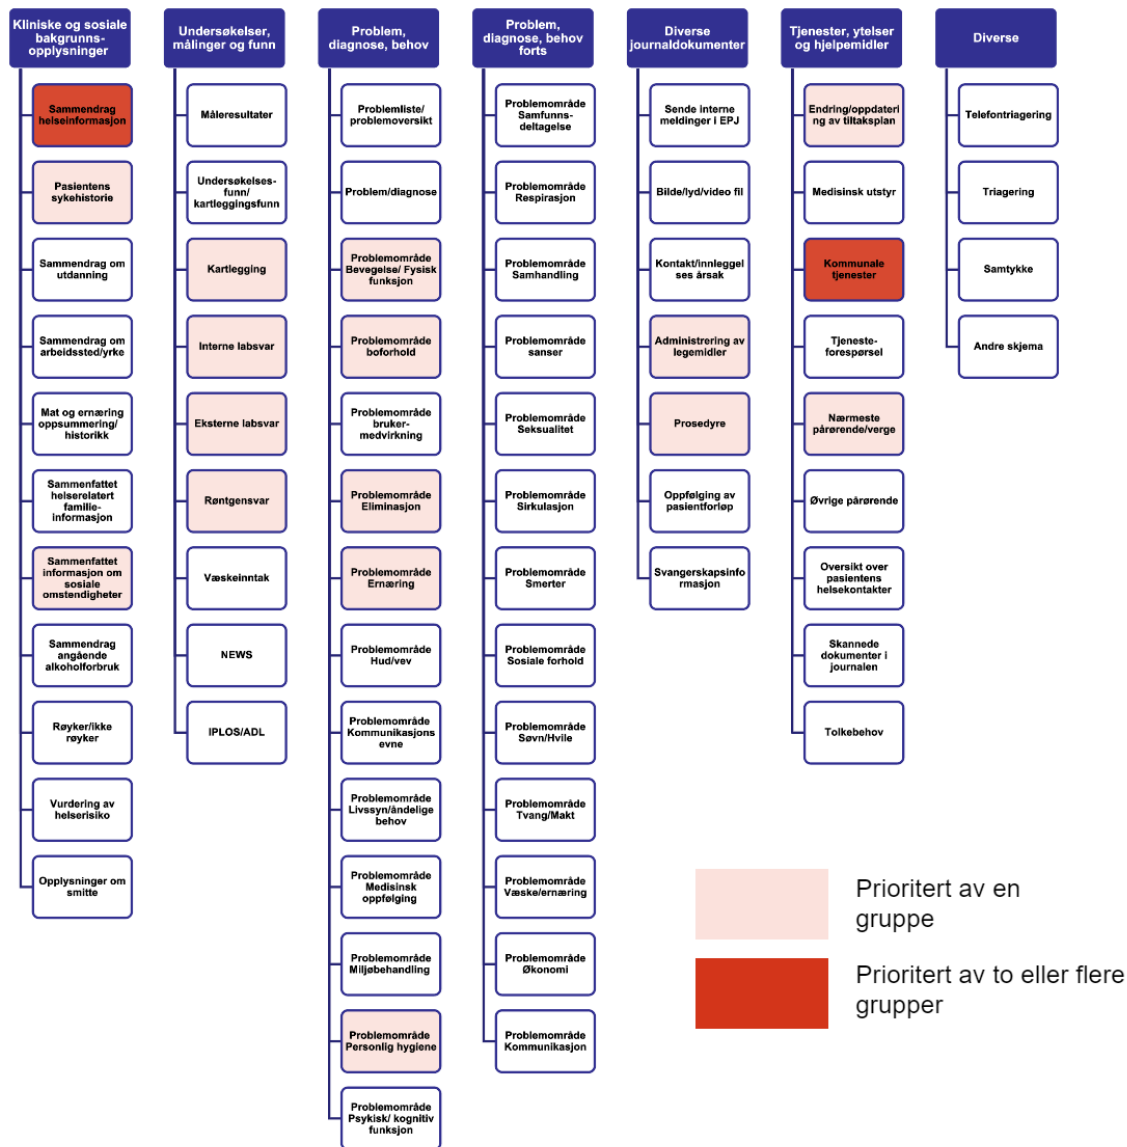 Kliniske og sosiale
bakgrunns-
opplysninger
Sammendrag
helseinformasjon
Pasientens
sykehistorie
Sammendrag om
utdanning
Sammendrag om
arbeidssted/yrke
Mat og ernæring
oppsummering/
historikk
Sammenfattet
helserelatert
familie-
informasjon
Sammenfattet
informasjon om
sosiale
omstendigheter
Sammendrag
angående
alkoholforbruk
Røyker/ikke
røyker
Vurdering av
helserisiko
Opplysninger om
smitte
Undersøkelser,
målinger og funn
Måleresultater
Undersøkelses-
funn/
kartleggingsfunn
Kartlegging
Interne labsvar
Eksterne labsvar
Røntgensvar
Væskeinntak
NEWS
IPLOS/ADL
Problem,
diagnose, behov
Problemliste/
problemoversikt
Problem/diagnose
Problemområde
Bevegelse/ Fysisk
funksjon
Problemområde
boforhold
Problemområde
bruker-
medvirkning
Problemområde
Eliminasjon
Problemområde
Ernæring
Problemområde
Hud/vev
Problemområde
Kommunikasjons
evne
Problemområde
Livssyn/åndelige
behov
Problemområde
Medisinsk
oppfølging
Problemområde
Miljøbehandling
Problemområde
Personlig hygiene
Problemområde
Psykisk/ kognitiv
funksjon
Problem,
diagnose, behov
forts
Problemområde
Samfunns-
deltagelse
Problemområde
Respirasjon
Problemområde
Samhandling
Problemområde
sanser
Problemområde
Seksualitet
Problemområde
Sirkulasjon
Problemområde
Smerter
Problemområde
Sosiale forhold
Problemområde
Søvn/Hvile
Problemområde
Tvang/Makt
Problemområde
Væske/ernæring
Problemområde
Økonomi
Problemområde
Kommunikasjon
Diverse
journaldokumenter
Sende interne
meldinger i EPJ
Bilde/lyd/video fil
Kontakt/innleggel
ses årsak
Administrering av
legemidler
Prosedyre
Oppfølging av
pasientforløp
Svangerskapsinfo
rmasjon
Tjenester, ytelser
og hjelpemidler
Endring/oppdateri
ng av tiltaksplan
Medisinsk utstyr
Kommunale
tjenester
Tjeneste-
forespørsel
Nærmeste
pårørende/verge
Øvrige pårørende
Oversikt over
pasientens
helsekontakter
Skannede
dokumenter i
journalen
Tolkebehov
Diverse
Telefontriagering
Triagering
Samtykke
Andre skjema
Prioritert av en
gruppe
Prioritert av to eller flere
grupper